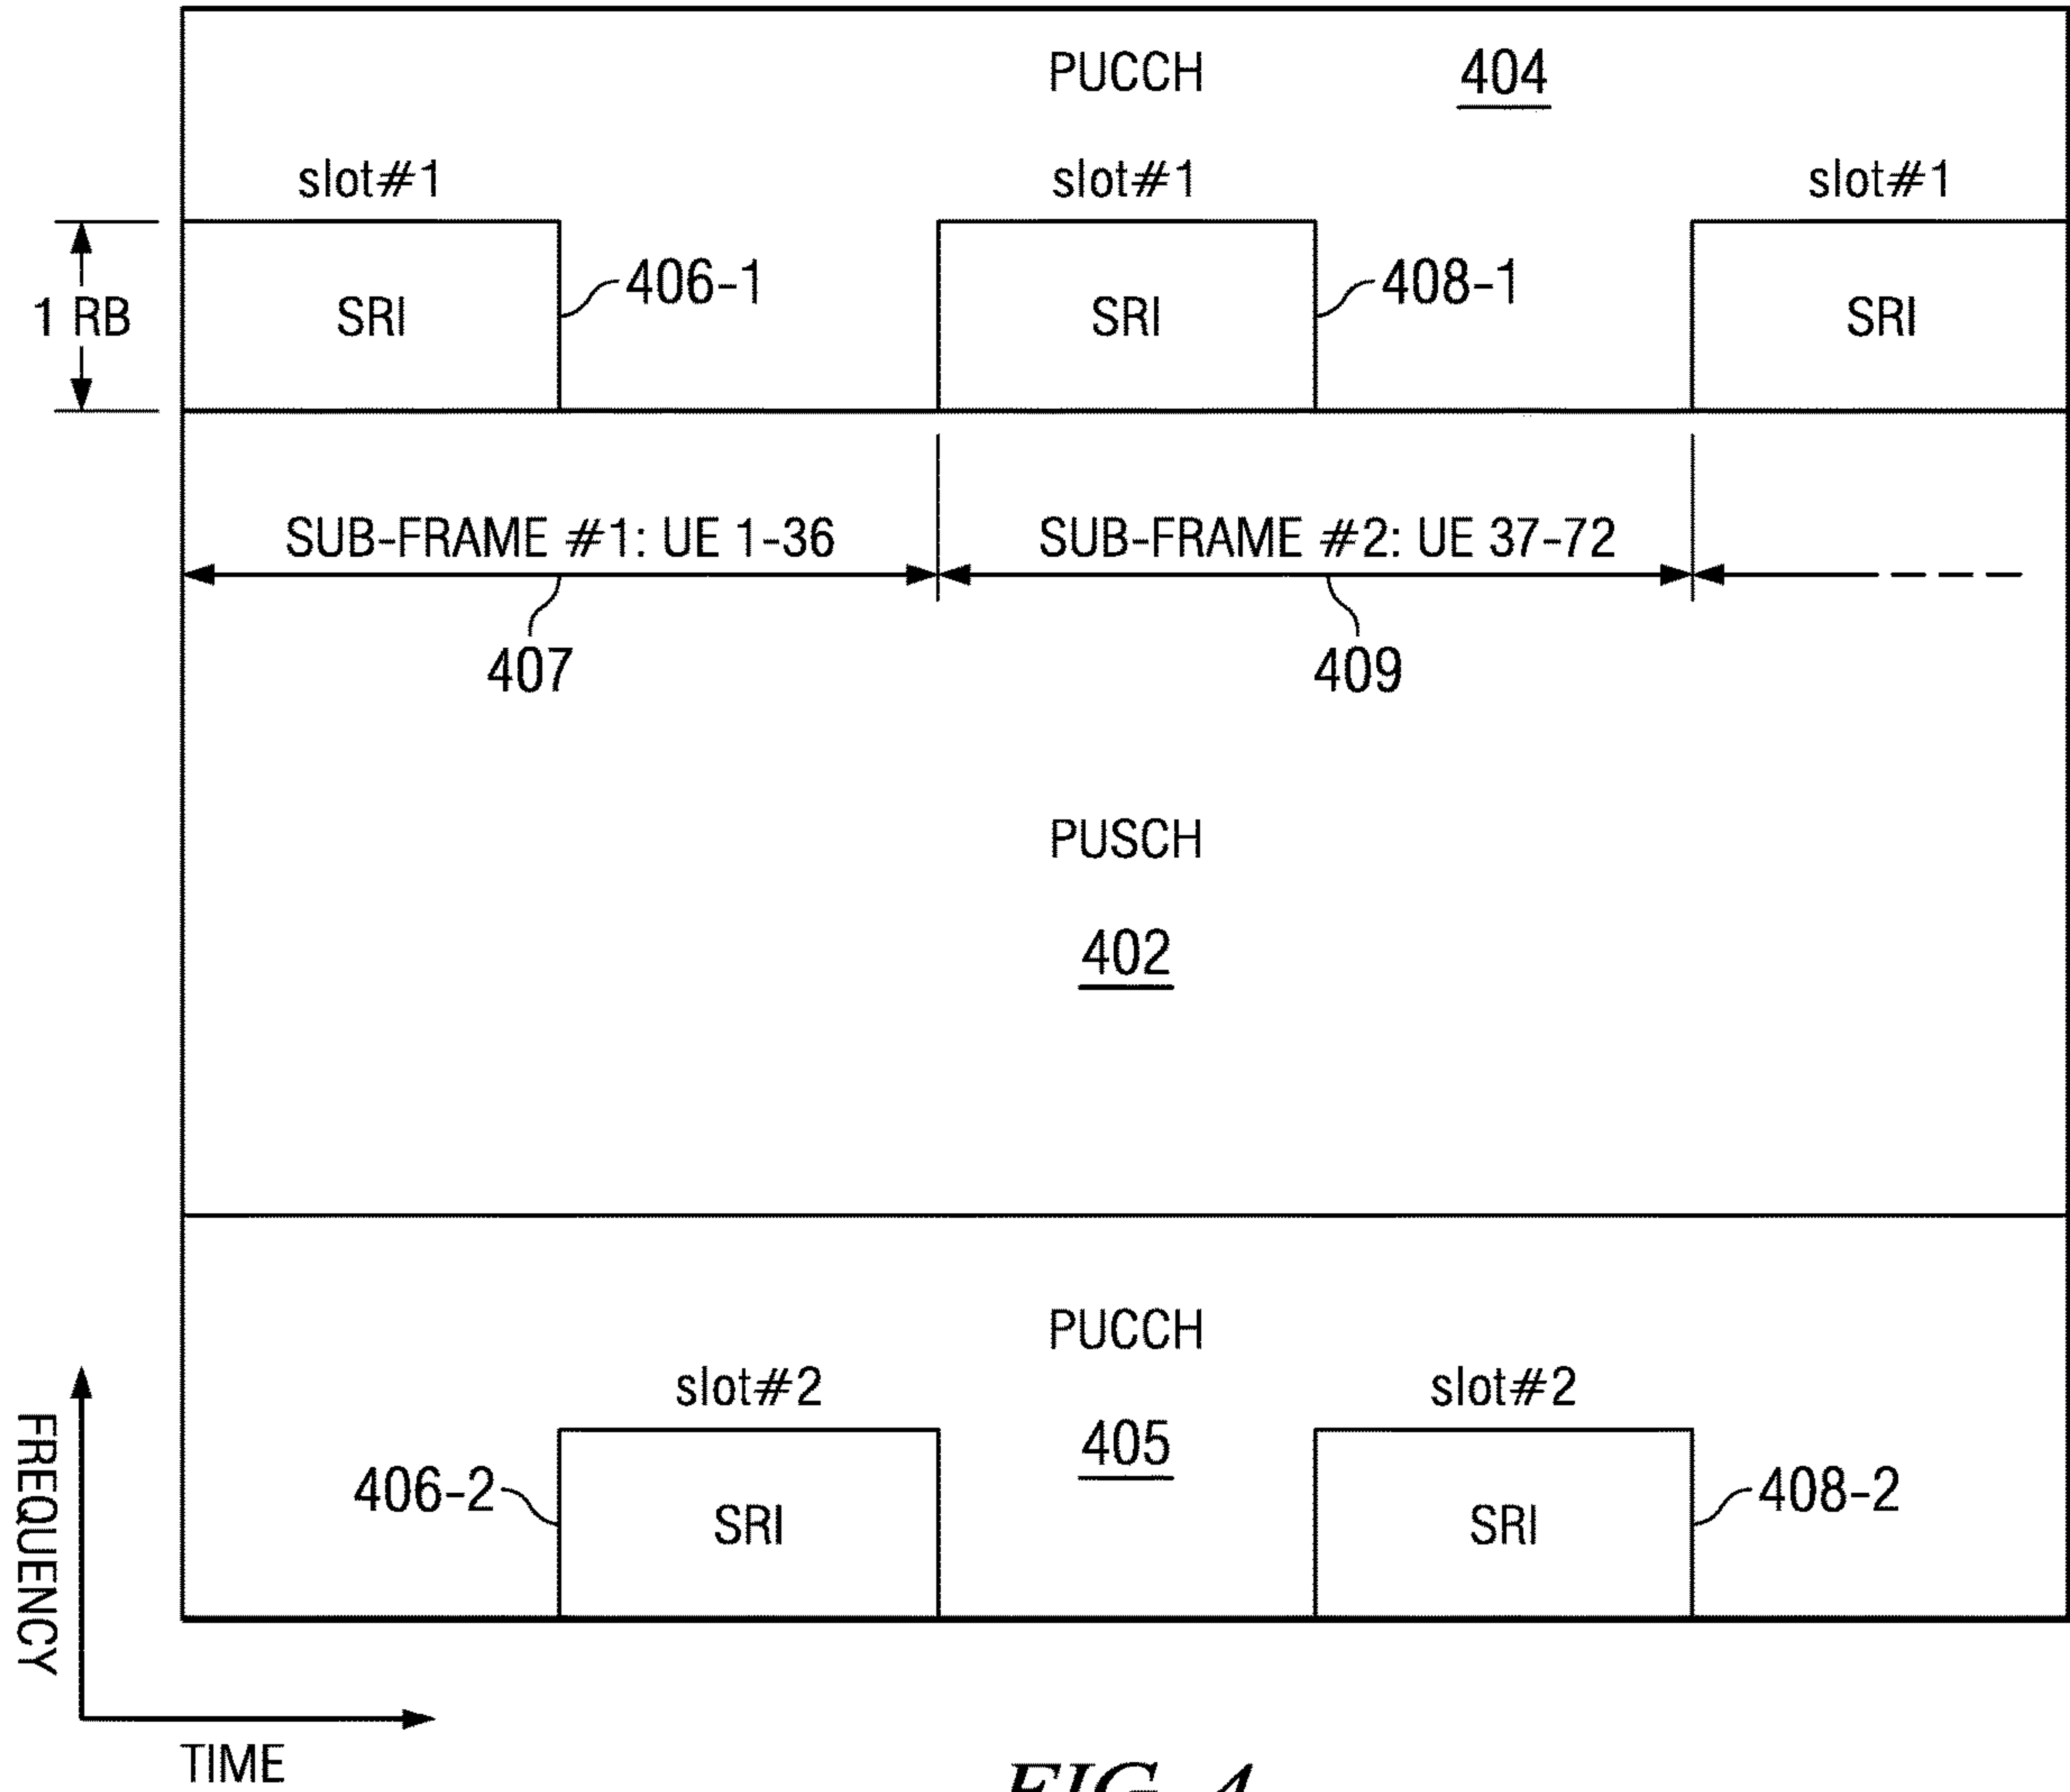 PUCCH 404
slot#1 slot#1 slot#1
406-1 408-1
1 RB SRI SRI SRI
SUB-FRAME #1: UE 1-36 SUB-FRAME #2: UE 37-72
407 409
PUSCH
402
PUCCH
slot#2 slot#2
405
406-2 SRI SRI 408-2
FREQUENCY
TIME
FIG. 4